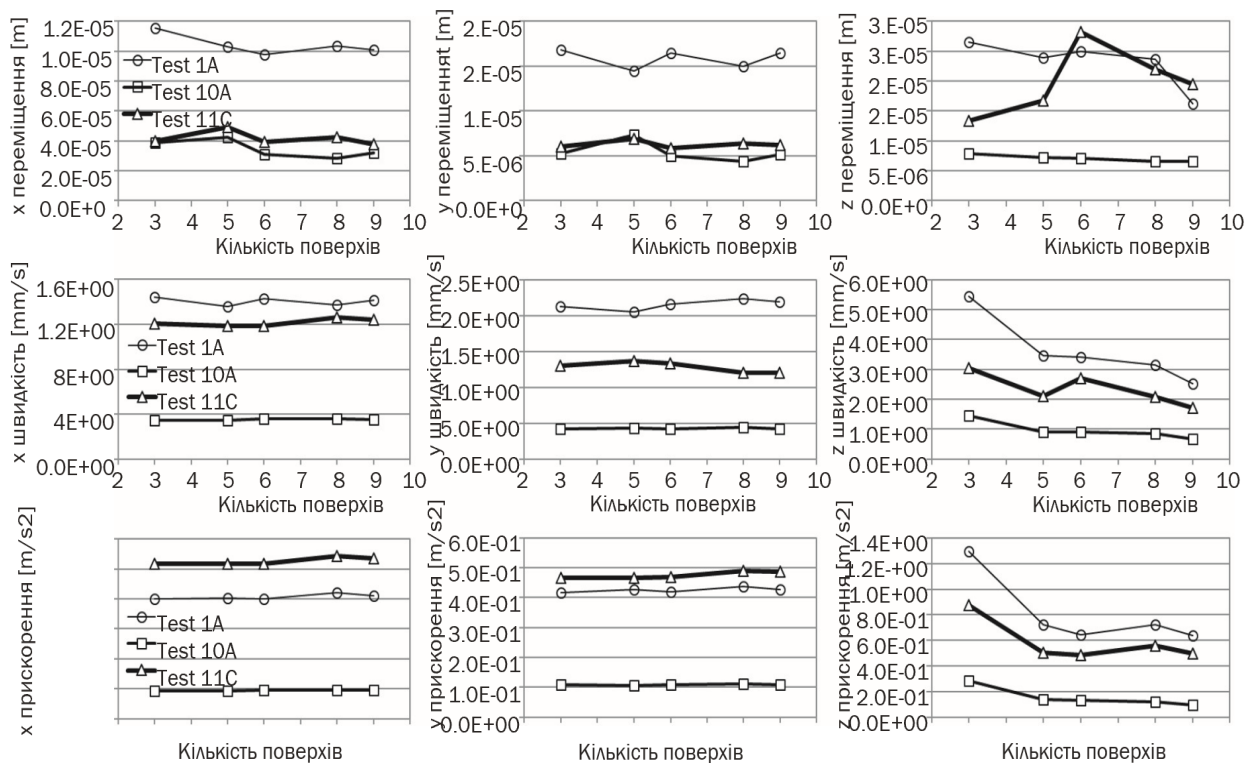 x переміщення [m]
1.2E-05
1.0E-05
8.0E-05
6.0E-05
4.0E-05
2.0E-05
0.0E+0
Test 1A
Test 10A
Test 11C
2 3 4 5 6 7 8 9 10
Кількість поверхів
y переміщенняt [m]
2.E-05
2.E-05
1.E-05
5.E-06
0.0E+0
2 3 4 5 6 7 8 9 10
Кількість поверхів
z переміщення [m]
3.E-05
3.E-05
2.E-05
2.E-05
1.E-05
5.E-06
0.0E+0
2 3 4 5 6 7 8 9 10
Кількість поверхів
x швидкість [mm/s]
1.6E+00
1.2E+00
8E+00
4E+00
0.0E+00
Test 1A
Test 10A
Test 11C
2 3 4 5 6 7 8 9 10
Кількість поверхів
y швидкість [mm/s]
2.5E+00
2.0E+00
1.5E+00
1.0E+00
5.0E+00
0.0E+00
2 3 4 5 6 7 8 9 10
Кількість поверхів
z швидкість [mm/s]
6.0E+00
5.0E+00
4.0E+00
3.0E+00
2.0E+00
1.0E+00
0.0E+00
2 3 4 5 6 7 8 9 10
Кількість поверхів
x прискорення [m/s2]
Test 1A
Test 10A
Test 11C
Кількість поверхів
y прискорення [m/s2]
6.0E-01
5.0E-01
4.0E-01
3.0E-01
2.0E-01
1.0E-01
0.0E+00
Кількість поверхів
z прискорення [m/s2]
1.4E+00
1.2E+00
1.0E+00
8.0E-01
6.0E-01
4.0E-01
2.0E-01
0.0E+00
Кількість поверхів